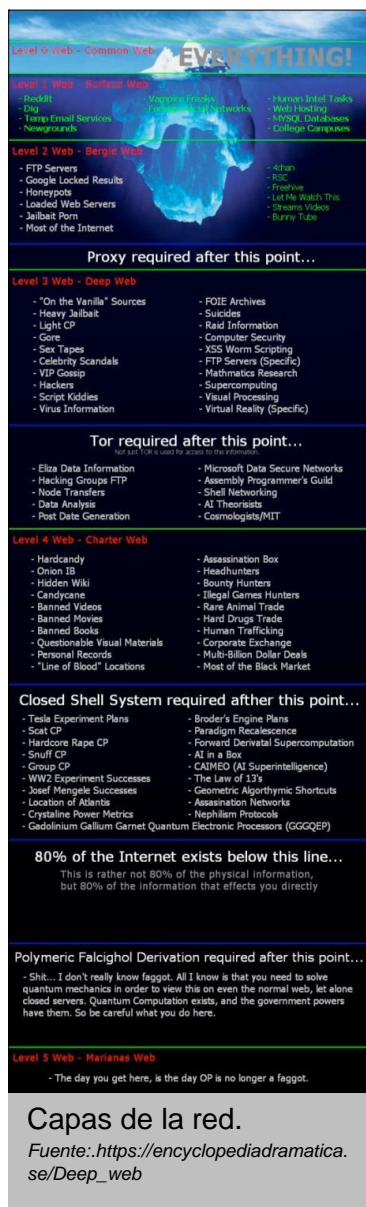 Level 0 Web - Common Web
EVERYTHING!
Level 1 Web - Surface Web
- Reddit
- Dig
- Temp Email Services
- Newgrounds
- Vampire Freaks
- Foreign Social Networks
- Human Intel Tasks
- Web Hosting
- MYSQL Databases
- College Campuses
Level 2 Web - Bergie Web
- FTP Servers
- Google Locked Results
- Honeypots
- Loaded Web Servers
- Jailbait Porn
- Most of the Internet
- 4chan
- RSC
- Freehive
- Let Me Watch This
- Streams Videos
- Bunny Tube
Proxy required after this point...
Level 3 Web - Deep Web
- "On the Vanilla" Sources
- Heavy Jailbait
- Light CP
- Gore
- Sex Tapes
- Celebrity Scandals
- VIP Gossip
- Hackers
- Script Kiddies
- Virus Information
- FOIE Archives
- Suicides
- Raid Information
- Computer Security
- XSS Worm Scripting
- FTP Servers (Specific)
- Mathmatics Research
- Supercomputing
- Visual Processing
- Virtual Reality (Specific)
Tor required after this point...
Not just TOR is used for access to this information.
- Eliza Data Information
- Hacking Groups FTP
- Node Transfers
- Data Analysis
- Post Date Generation
- Microsoft Data Secure Networks
- Assembly Programmer's Guild
- Shell Networking
- AI Theorisists
- Cosmologists/MIT
Level 4 Web - Charter Web
- Hardcandy
- Onion IB
- Hidden Wiki
- Candycane
- Banned Videos
- Banned Movies
- Banned Books
- Questionable Visual Materials
- Personal Records
- "Line of Blood" Locations
- Assassination Box
- Headhunters
- Bounty Hunters
- Illegal Games Hunters
- Rare Animal Trade
- Hard Drugs Trade
- Human Trafficking
- Corporate Exchange
- Multi-Billion Dollar Deals
- Most of the Black Market
Closed Shell System required afther this point...
- Tesla Experiment Plans
- Scat CP
- Hardcore Rape CP
- Snuff CP
- Group CP
- WW2 Experiment Successes
- Josef Mengele Successes
- Location of Atlantis
- Crystaline Power Metrics
- Broder's Engine Plans
- Paradigm Recalescence
- Forward Derivatal Supercomputation
- AI in a Box
- CAIMEO (AI Superintelligence)
- The Law of 13's
- Geometric Algorthymic Shortcuts
- Assasination Networks
- Nephilism Protocols
- Gadolinium Gallium Garnet Quantum Electronic Processors (GGGQEP)
80% of the Internet exists below this line...
This is rather not 80% of the physical information,
but 80% of the information that effects you directly
Polymeric Falcighol Derivation required after this point...
- Shit... I don't really know faggot. All I know is that you need to solve
quantum mechanics in order to view this on even the normal web, let alone
closed servers. Quantum Computation exists, and the government powers
have them. So be careful what you do here.
Level 5 Web - Marianas Web
- The day you get here, is the day OP is no longer a faggot.
Capas de la red.
Fuente:.https://encyclopediadramatica.
se/Deep_web